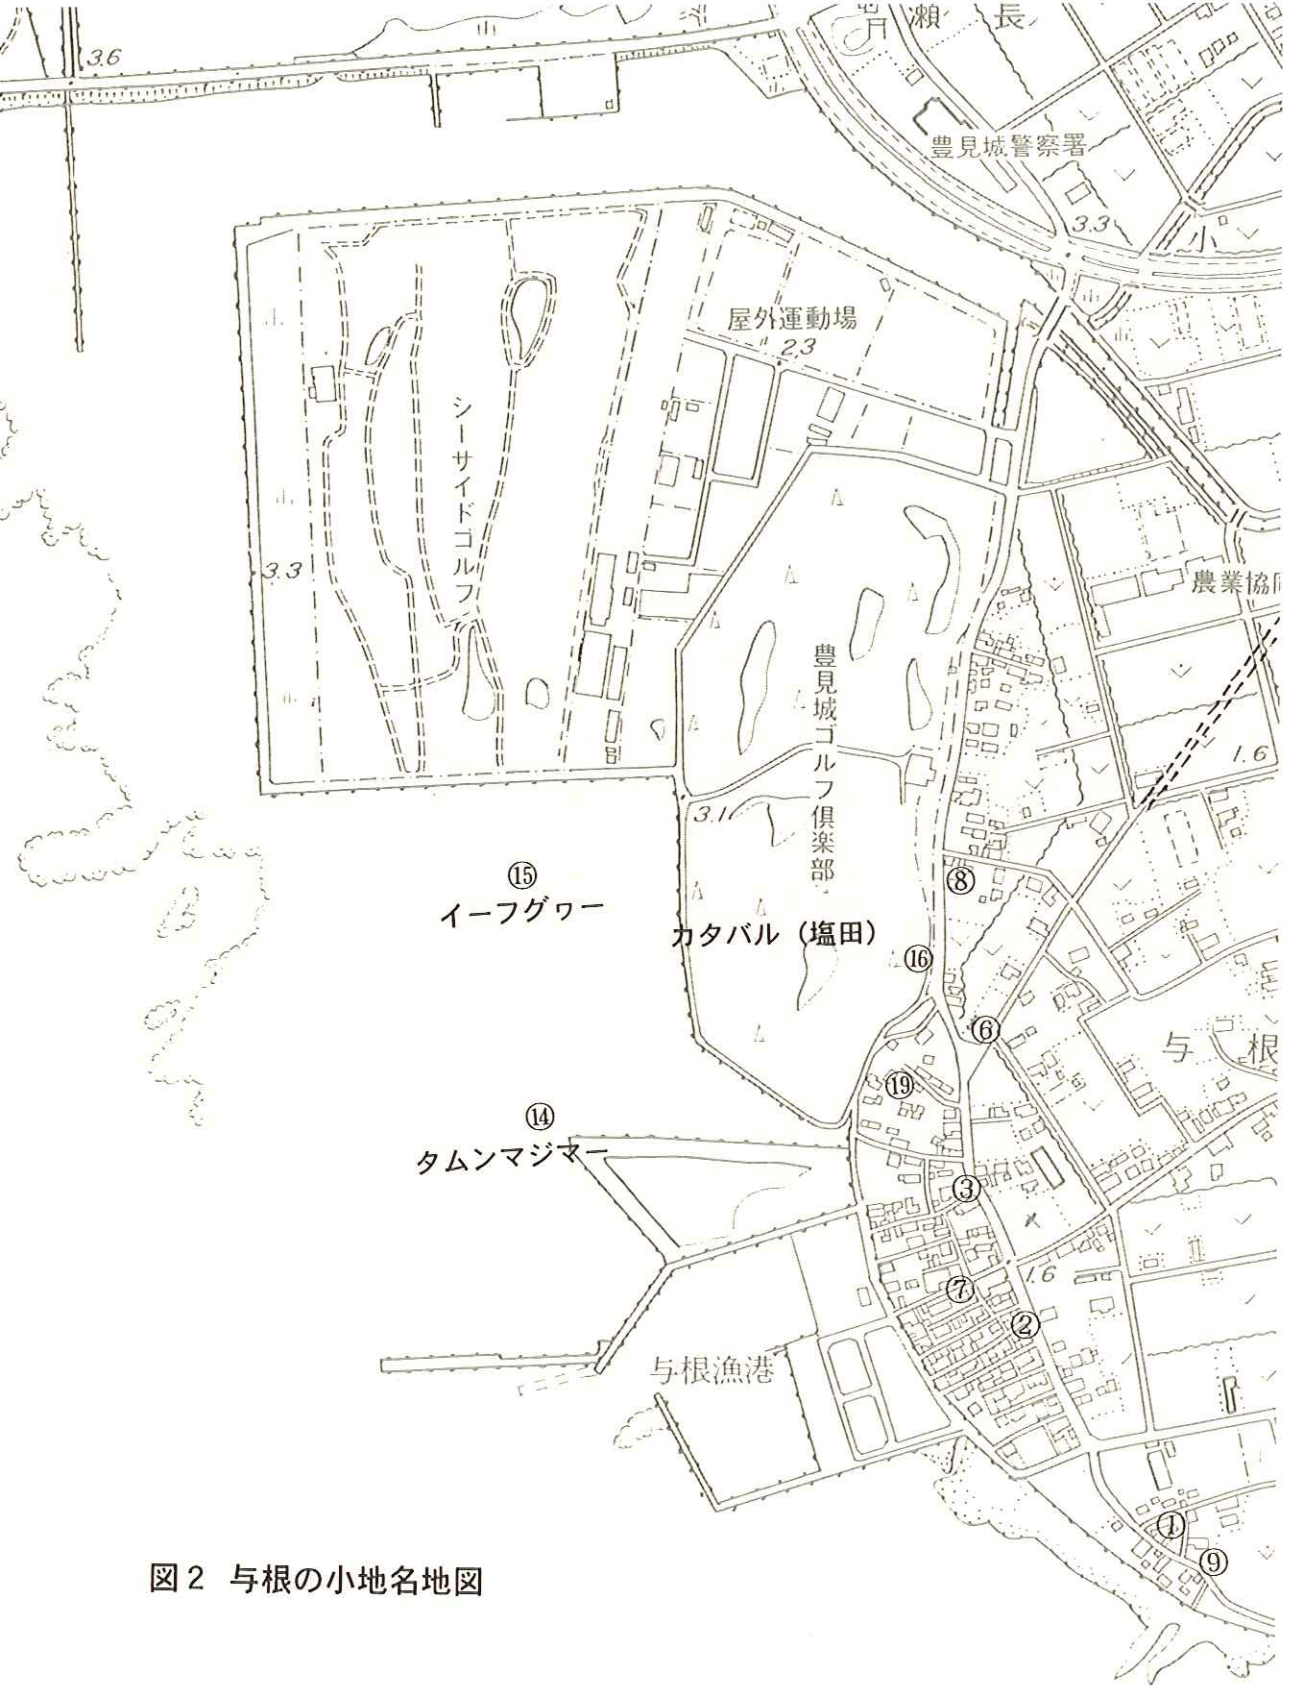 瀬長
3.6
豊見城警察署
3.3
屋外運動場
2.3
シーサイドゴルフ
3.3
農業協
豊見城ゴルフ倶楽部
1.6
3.1
⑧
⑮
イーフグヮー
カタバル（塩田）
⑯
⑥
与根
⑲
⑭
タムンマジマー
③
1.6
⑦
②
与根漁港
①
⑨
図2 与根の小地名地図